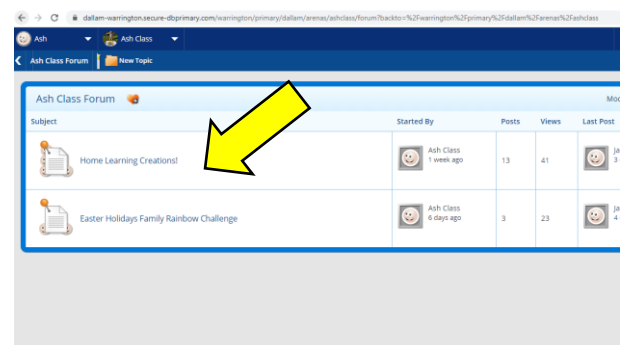 dallam-warrington.secure-dbprimary.com/warrington/primary/dallam/arenas/ashclass/forum?backto=%2Fwarrington%2Fprimary%2Fdallam%2Farenas%2Fashclass
Ash Ash Class
Ash Class Forum New Topic
Ash Class Forum
Subject Started By Posts Views Last Post
Home Learning Creations! Ash Class 13 41
1 week ago
Easter Holidays Family Rainbow Challenge Ash Class 3 23
6 days ago